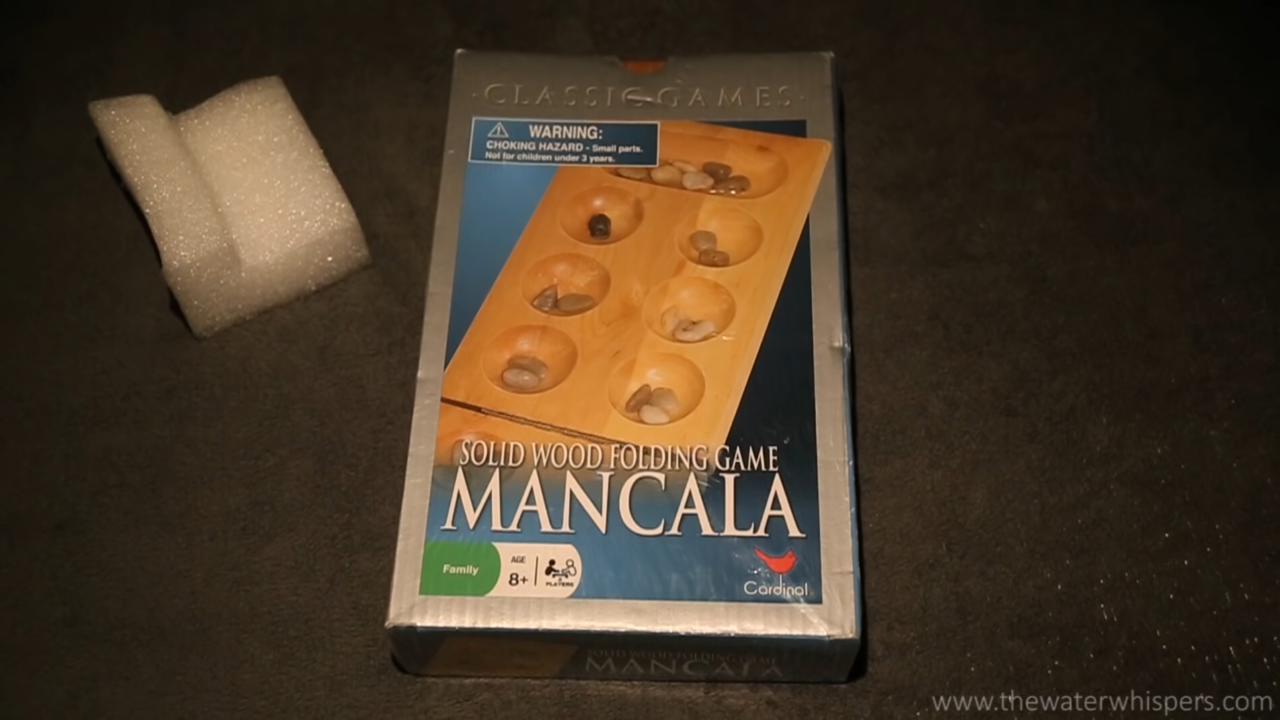 ·CLASSIC GAMES·
WARNING:
CHOKING HAZARD - Small parts.
Not for children under 3 years.
SOLID WOOD FOLDING GAME
MANCALA
Family
AGE
8+
PLAYERS
Cardinal
SOLID WOOD FOLDING GAME
MANCALA
www.thewaterwhispers.com